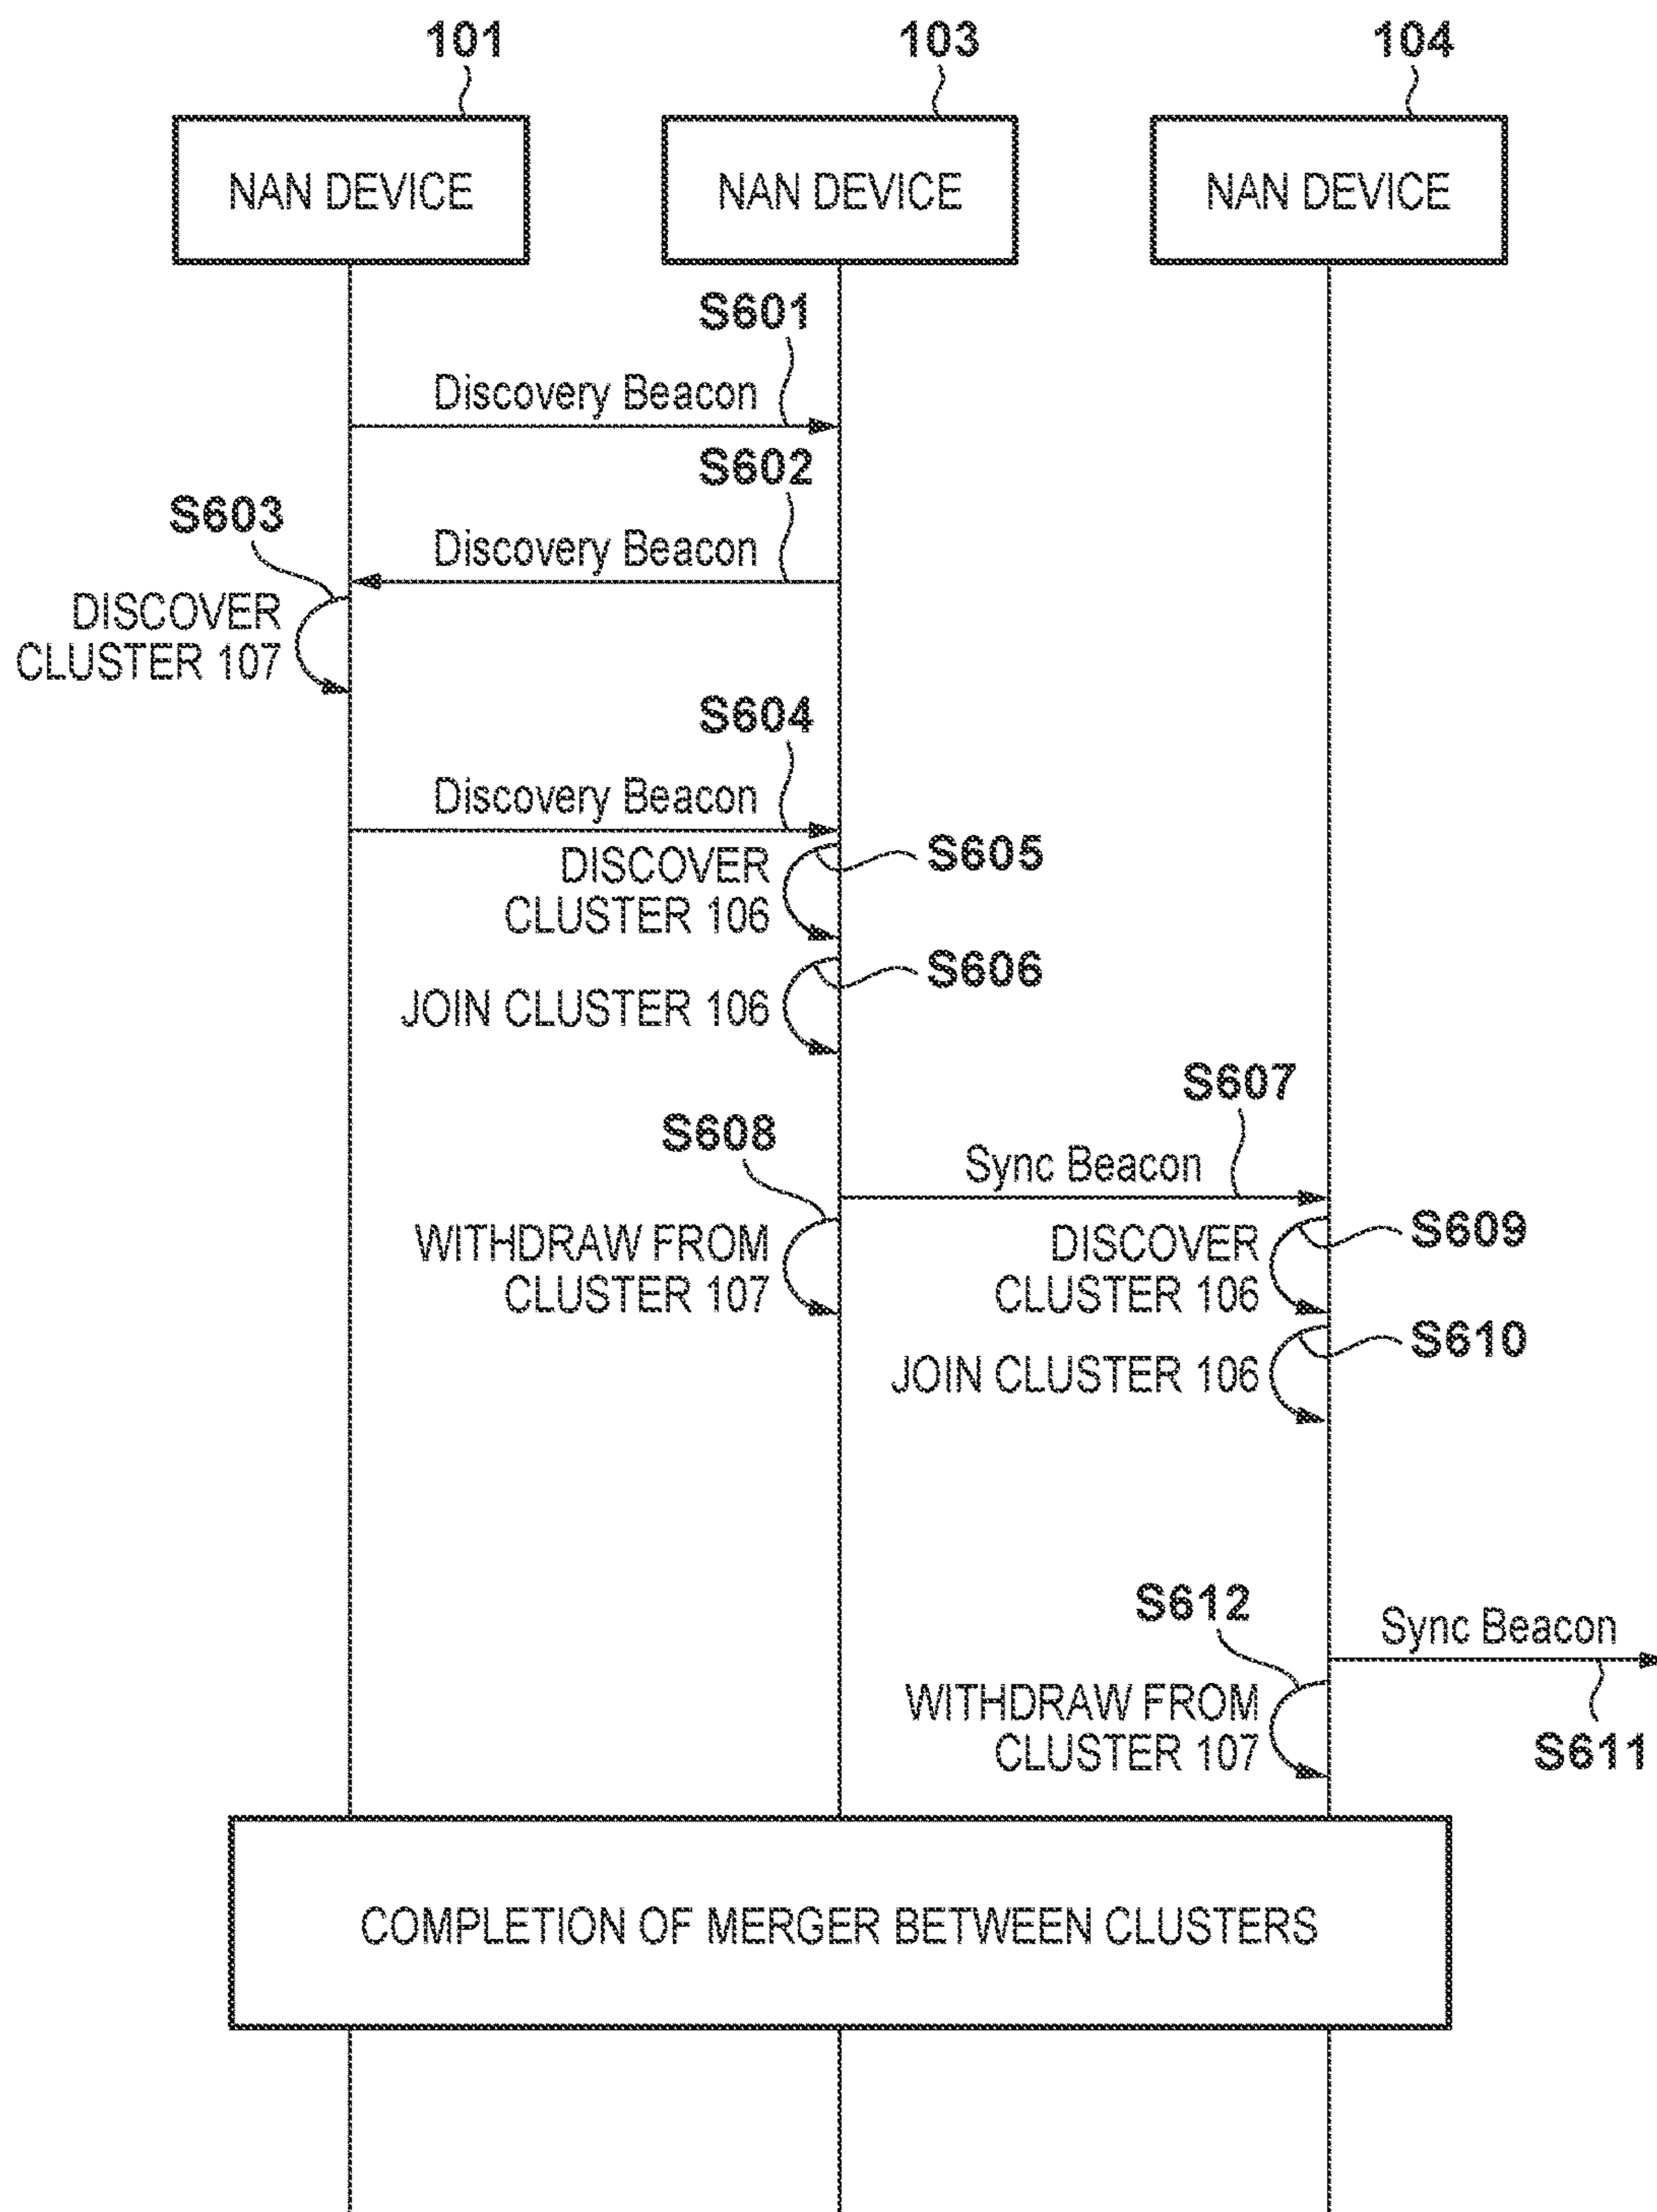 101
103
104
NAN DEVICE
NAN DEVICE
NAN DEVICE
S601
Discovery Beacon
S602
Discovery Beacon
S603
DISCOVER
CLUSTER 107
S604
Discovery Beacon
S605
DISCOVER
CLUSTER 106
S606
JOIN CLUSTER 106
S607
Sync Beacon
S608
WITHDRAW FROM
CLUSTER 107
S609
DISCOVER
CLUSTER 106
S610
JOIN CLUSTER 106
S612
Sync Beacon
WITHDRAW FROM
CLUSTER 107
S611
COMPLETION OF MERGER BETWEEN CLUSTERS